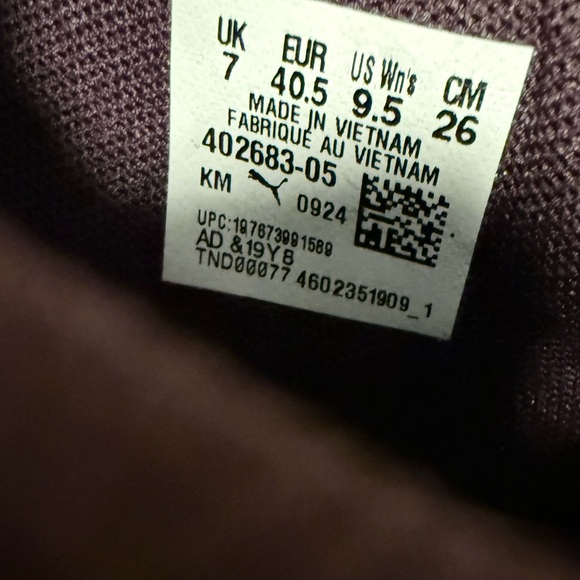 UK EUR US Wn's CM
7 40.5 9.5 26
MADE IN VIETNAM
FABRIQUÉ AU VIETNAM
402683-05
KM 0924
UPC:197673991589
AD &19Y8
TND00077 4602351909_1